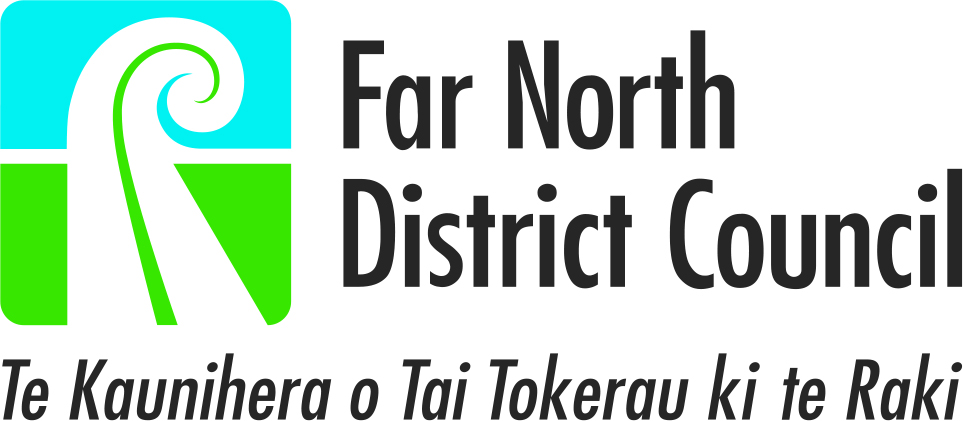 Far North
District Council
Te Kaunihera o Tai Tokerau ki te Raki